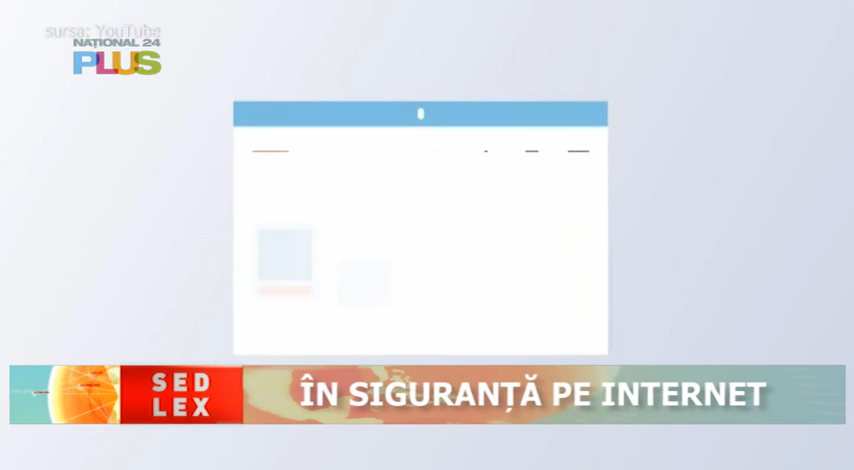 sursa: YouTube
NAȚIONAL 24
PLUS
SED
LEX
ÎN SIGURANȚĂ PE INTERNET